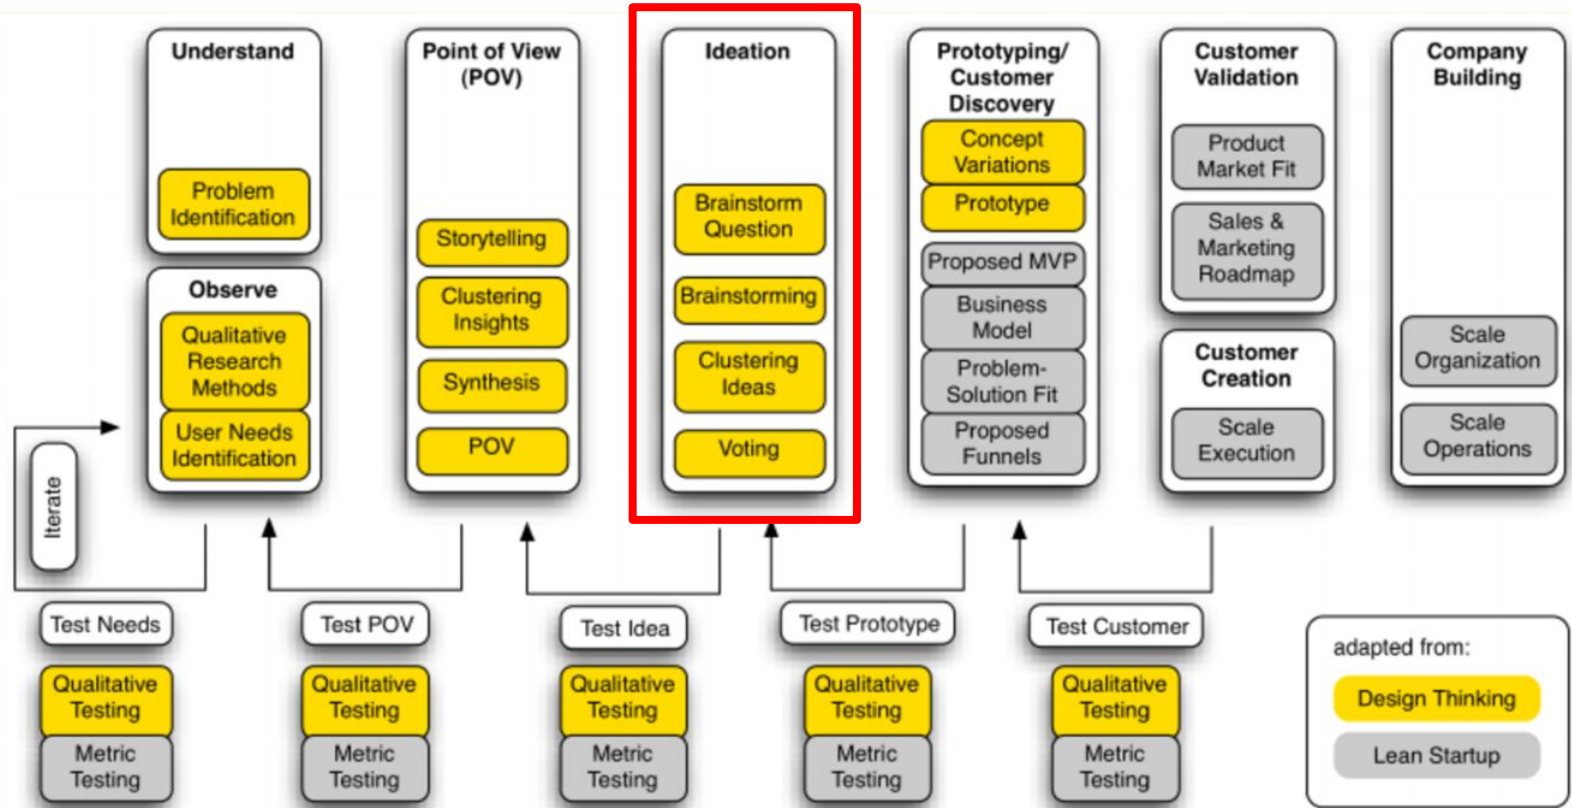 Understand
Problem
Identification
Observe
Qualitative
Research
Methods
User Needs
Identification
Point of View
(POV)
Storytelling
Clustering
Insights
Synthesis
POV
Ideation
Brainstorm
Question
Brainstorming
Clustering
Ideas
Voting
Prototyping/
Customer
Discovery
Concept
Variations
Prototype
Proposed MVP
Business
Model
Problem-
Solution Fit
Proposed
Funnels
Customer
Validation
Product
Market Fit
Sales &
Marketing
Roadmap
Customer
Creation
Scale
Execution
Company
Building
Scale
Organization
Scale
Operations
Iterate
Test Needs
Qualitative
Testing
Metric
Testing
Test POV
Qualitative
Testing
Metric
Testing
Test Idea
Qualitative
Testing
Metric
Testing
Test Prototype
Qualitative
Testing
Metric
Testing
Test Customer
Qualitative
Testing
Metric
Testing
adapted from:
Design Thinking
Lean Startup